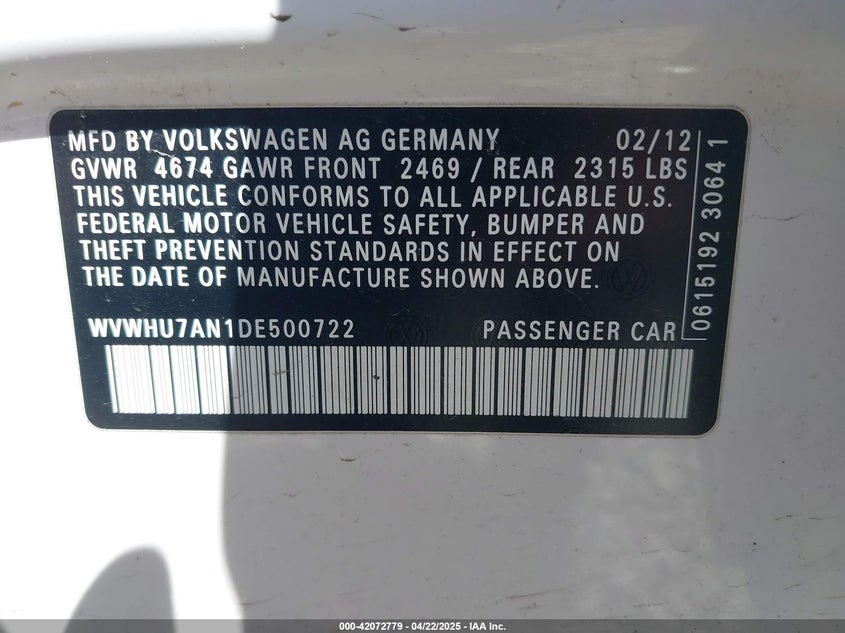 MFD BY VOLKSWAGEN AG GERMANY 02/12
GVWR 4674 GAWR FRONT 2469 / REAR 2315 LBS
THIS VEHICLE CONFORMS TO ALL APPLICABLE U.S.
FEDERAL MOTOR VEHICLE SAFETY, BUMPER AND
THEFT PREVENTION STANDARDS IN EFFECT ON
THE DATE OF MANUFACTURE SHOWN ABOVE.
WVWHU7AN1DE500722 PASSENGER CAR
0615192 3064 1
000-42072779 - 04/22/2025 - IAA Inc.